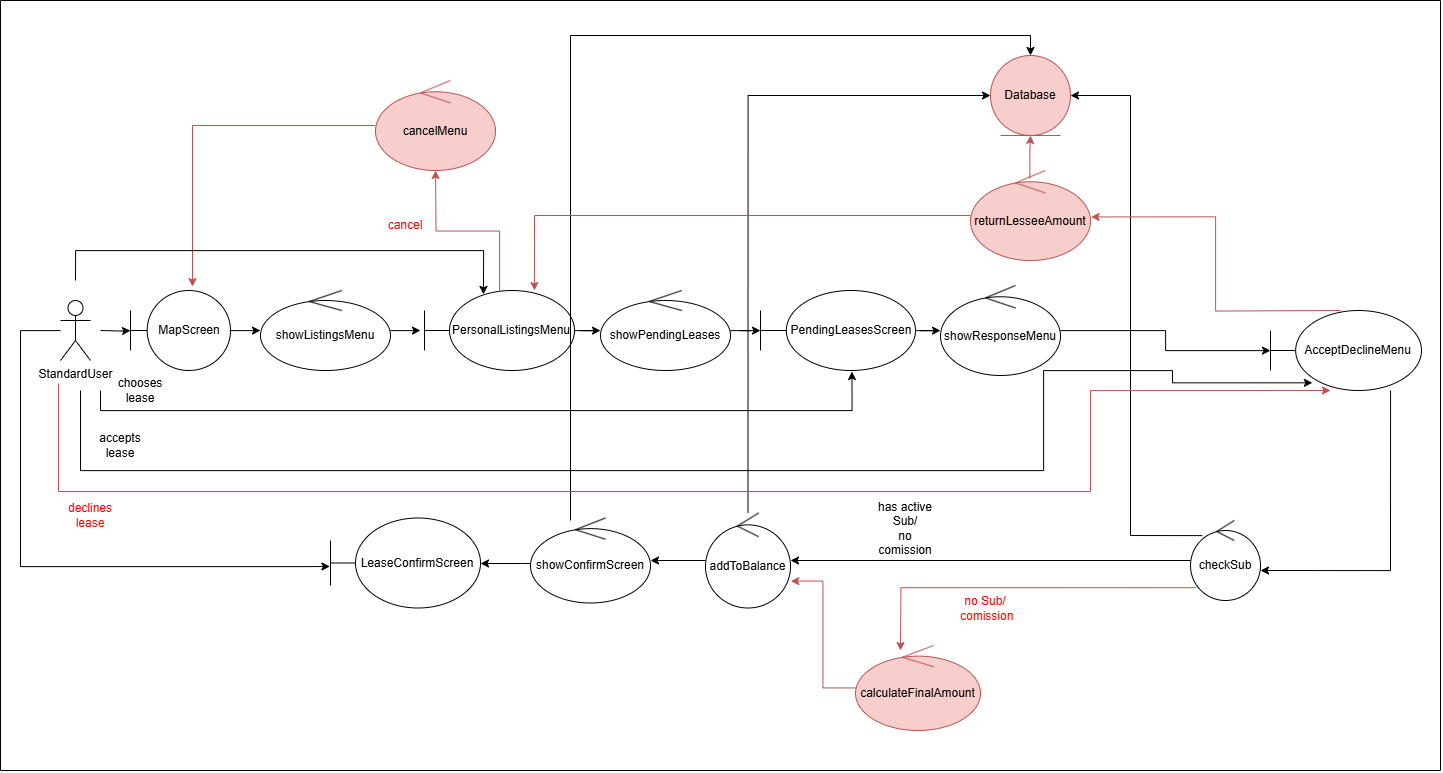 Database
cancelMenu
returnLesseeAmount
cancel
MapScreen
showListingsMenu
PersonalListingsMenu
showPendingLeases
PendingLeasesScreen
showResponseMenu
AcceptDeclineMenu
StandardUser
chooses
lease
accepts
lease
declines
lease
has active
Sub/
no
comission
LeaseConfirmScreen
showConfirmScreen
addToBalance
checkSub
no Sub/
comission
calculateFinalAmount